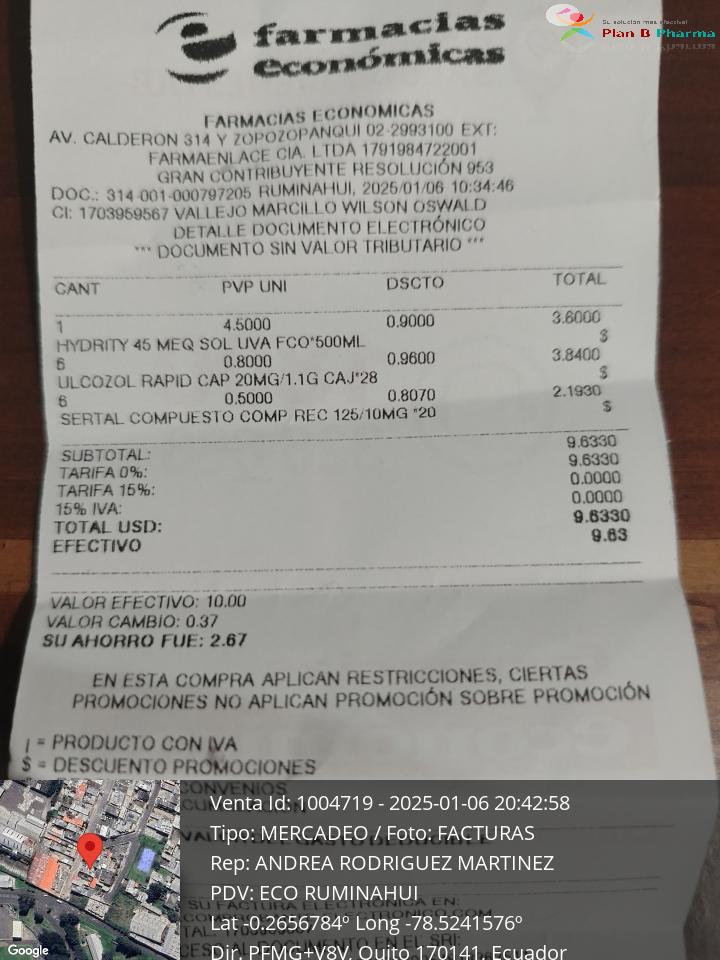 Su solución más efectiva!
Plan B Pharma
farmacias
económicas
FARMACIAS ECONOMICAS
AV. CALDERON 314 Y ZOPOZOPANQUI 02-2993100 EXT:
FARMAENLACE CIA. LTDA 1791984722001
GRAN CONTRIBUYENTE RESOLUCIÓN 953
DOC.: 314-001-000797205 RUMINAHUI, 2025/01/06 10:34:46
CI: 1703959567 VALLEJO MARCILLO WILSON OSWALD
DETALLE DOCUMENTO ELECTRÓNICO
*** DOCUMENTO SIN VALOR TRIBUTARIO ***
CANT PVP UNI DSCTO TOTAL
1 4.5000 0.9000 3.6000
HYDRITY 45 MEQ SOL UVA FCO*500ML $
6 0.8000 0.9600 3.8400
ULCOZOL RAPID CAP 20MG/1.1G CAJ*28 $
6 0.5000 0.8070 2.1930
SERTAL COMPUESTO COMP REC 125/10MG *20 $
SUBTOTAL: 9.6330
TARIFA 0%: 9.6330
TARIFA 15%: 0.0000
15% IVA: 0.0000
TOTAL USD: 9.6330
EFECTIVO 9.63
VALOR EFECTIVO: 10.00
VALOR CAMBIO: 0.37
SU AHORRO FUE: 2.67
EN ESTA COMPRA APLICAN RESTRICCIONES, CIERTAS
PROMOCIONES NO APLICAN PROMOCIÓN SOBRE PROMOCIÓN
| = PRODUCTO CON IVA
$ = DESCUENTO PROMOCIONES
CONVENIOS
Venta Id: 1004719 - 2025-01-06 20:42:58
Tipo: MERCADEO / Foto: FACTURAS
Rep: ANDREA RODRIGUEZ MARTINEZ
PDV: ECO RUMINAHUI
SU FACTURA ELECTRÓNICA EN:
Lat -0.2656784º Long -78.5241576º
Dir. PFMG+V8V, Quito 170141, Ecuador
Google